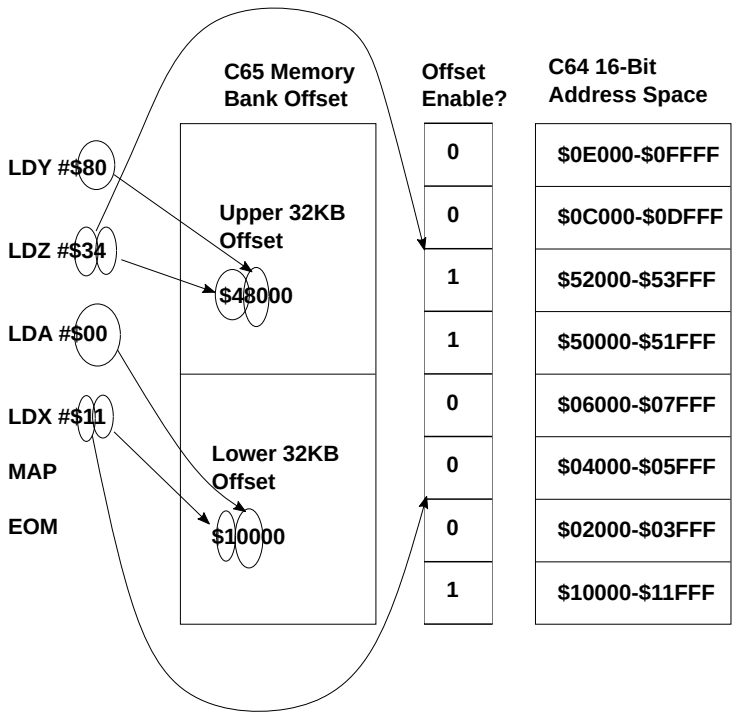 C65 Memory
Bank Offset
Offset
Enable?
C64 16-Bit
Address Space
LDY #$80
LDZ #$34
LDA #$00
LDX #$11
MAP
EOM
Upper 32KB
Offset
$48000
Lower 32KB
Offset
$10000
0
0
1
1
0
0
0
1
$0E000-$0FFFF
$0C000-$0DFFF
$52000-$53FFF
$50000-$51FFF
$06000-$07FFF
$04000-$05FFF
$02000-$03FFF
$10000-$11FFF